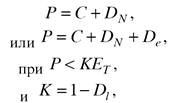 P = C + D_N ,
или P = C + D_N + D_e ,
при P < KE_T ,
и K = 1 - D_l ,